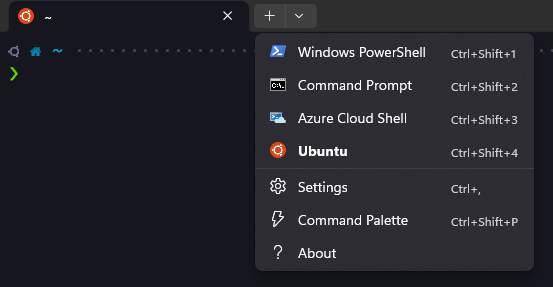 ~
~
❯
Windows PowerShell Ctrl+Shift+1
Command Prompt Ctrl+Shift+2
Azure Cloud Shell Ctrl+Shift+3
Ubuntu Ctrl+Shift+4
Settings Ctrl+,
Command Palette Ctrl+Shift+P
About